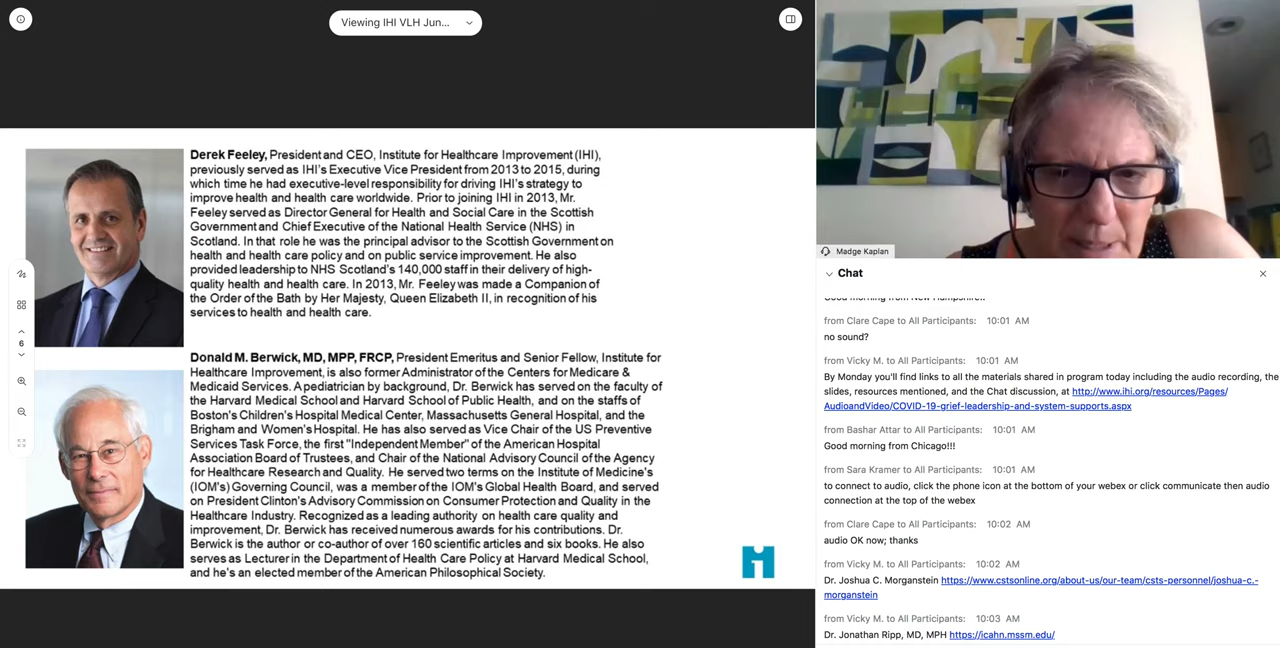 Viewing IHI VLH Jun...
Derek Feeley, President and CEO, Institute for Healthcare Improvement (IHI),
previously served as IHI's Executive Vice President from 2013 to 2015, during
which time he had executive-level responsibility for driving IHI's strategy to
improve health and health care worldwide. Prior to joining IHI in 2013, Mr.
Feeley served as Director General for Health and Social Care in the Scottish
Government and Chief Executive of the National Health Service (NHS) in
Scotland. In that role he was the principal advisor to the Scottish Government on
health and health care policy and on public service improvement. He also
provided leadership to NHS Scotland's 140,000 staff in their delivery of high-
quality health and health care. In 2013, Mr. Feeley was made a Companion of
the Order of the Bath by Her Majesty, Queen Elizabeth II, in recognition of his
services to health and health care.
6
Donald M. Berwick, MD, MPP, FRCP, President Emeritus and Senior Fellow, Institute for
Healthcare Improvement, is also former Administrator of the Centers for Medicare &
Medicaid Services. A pediatrician by background, Dr. Berwick has served on the faculty of
the Harvard Medical School and Harvard School of Public Health, and on the staffs of
Boston's Children's Hospital Medical Center, Massachusetts General Hospital, and the
Brigham and Women's Hospital. He has also served as Vice Chair of the US Preventive
Services Task Force, the first "Independent Member" of the American Hospital
Association Board of Trustees, and Chair of the National Advisory Council of the Agency
for Healthcare Research and Quality. He served two terms on the Institute of Medicine's
(IOM's) Governing Council, was a member of the IOM's Global Health Board, and served
on President Clinton's Advisory Commission on Consumer Protection and Quality in the
Healthcare Industry. Recognized as a leading authority on health care quality and
improvement, Dr. Berwick has received numerous awards for his contributions. Dr.
Berwick is the author or co-author of over 160 scientific articles and six books. He also
serves as Lecturer in the Department of Health Care Policy at Harvard Medical School,
and he's an elected member of the American Philosophical Society.
Madge Kaplan
Chat
Good morning from New Hampshire..
from Clare Cape to All Participants: 10:01 AM
no sound?
from Vicky M. to All Participants: 10:01 AM
By Monday you'll find links to all the materials shared in program today including the audio recording, the
slides, resources mentioned, and the Chat discussion, at http://www.ihi.org/resources/Pages/
AudioandVideo/COVID-19-grief-leadership-and-system-supports.aspx
from Bashar Attar to All Participants: 10:01 AM
Good morning from Chicago!!!
from Sara Kramer to All Participants: 10:01 AM
to connect to audio, click the phone icon at the bottom of your webex or click communicate then audio
connection at the top of the webex
from Clare Cape to All Participants: 10:02 AM
audio OK now; thanks
from Vicky M. to All Participants: 10:02 AM
Dr. Joshua C. Morganstein https://www.cstsonline.org/about-us/our-team/csts-personnel/joshua-c.-
morganstein
from Vicky M. to All Participants: 10:03 AM
Dr. Jonathan Ripp, MD, MPH https://icahn.mssm.edu/